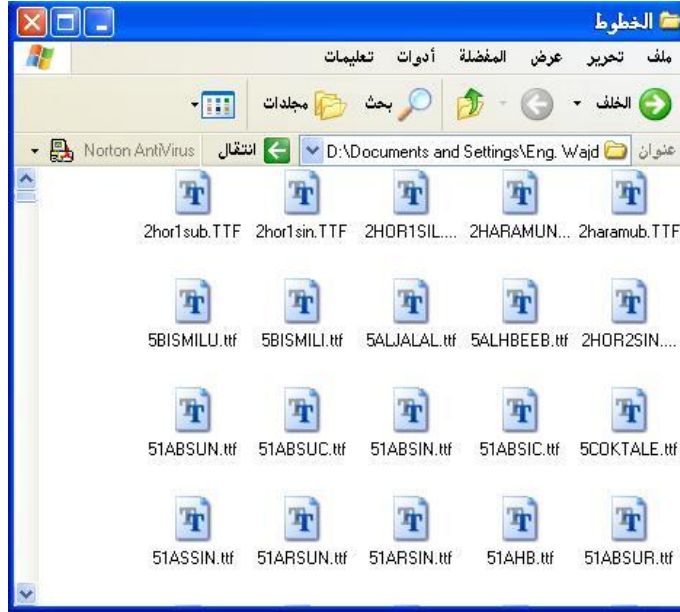 الخطوط
ملف تحرير عرض المفضلة أدوات تعليمات
الخلف بحث مجلدات
عنوان D:\Documents and Settings\Eng. Wajd انتقال Norton AntiVirus
2hor1sub.TTF 2hor1sin.TTF 2HOR1SIL.... 2HARAMUN... 2haramub.TTF
5BISMILU.ttf 5BISMILI.ttf 5ALJALAL.ttf 5ALHBEEB.ttf 2HOR2SIN....
51ABSUN.ttf 51ABSUC.ttf 51ABSIN.ttf 51ABSIC.ttf 5COKTALE.ttf
51ASSIN.ttf 51ARSUN.ttf 51ARSIN.ttf 51AHB.ttf 51ABSUR.ttf